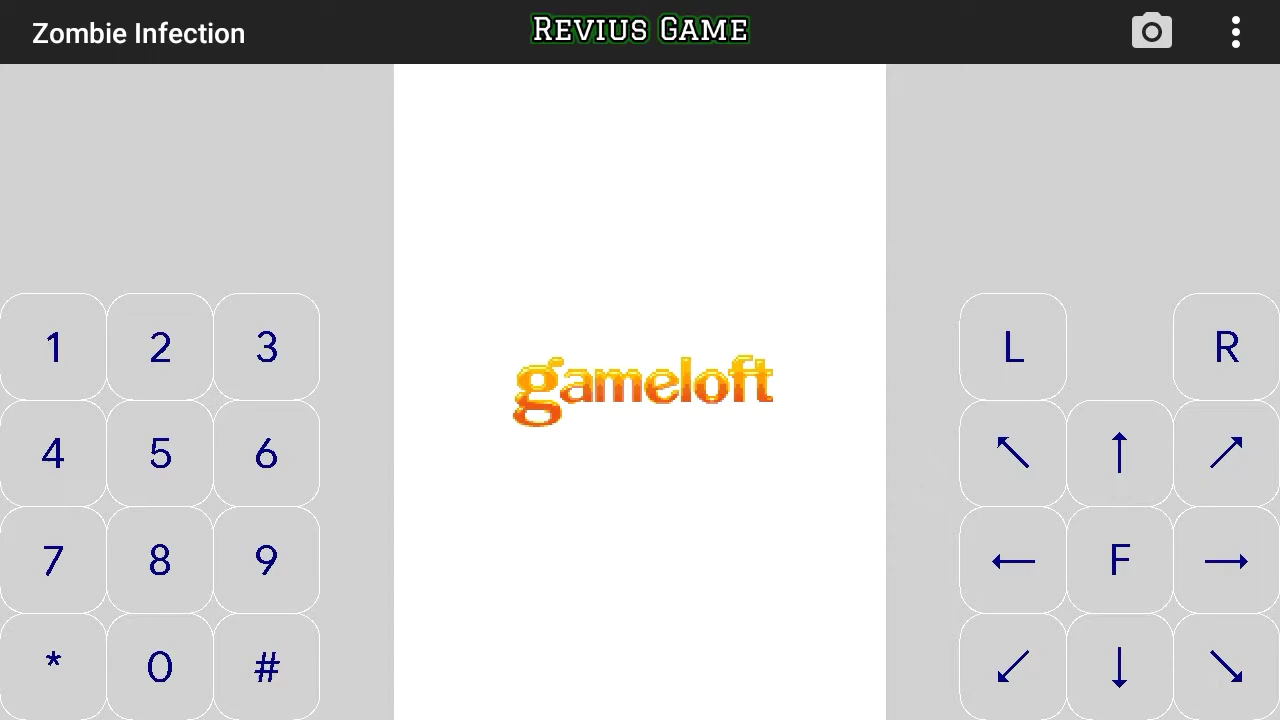 Zombie Infection
REVIUS GAME
gameloft
1 2 3
L R
4 5 6
↖ ↑ ↗
7 8 9
← F →
* 0 #
↙ ↓ ↘